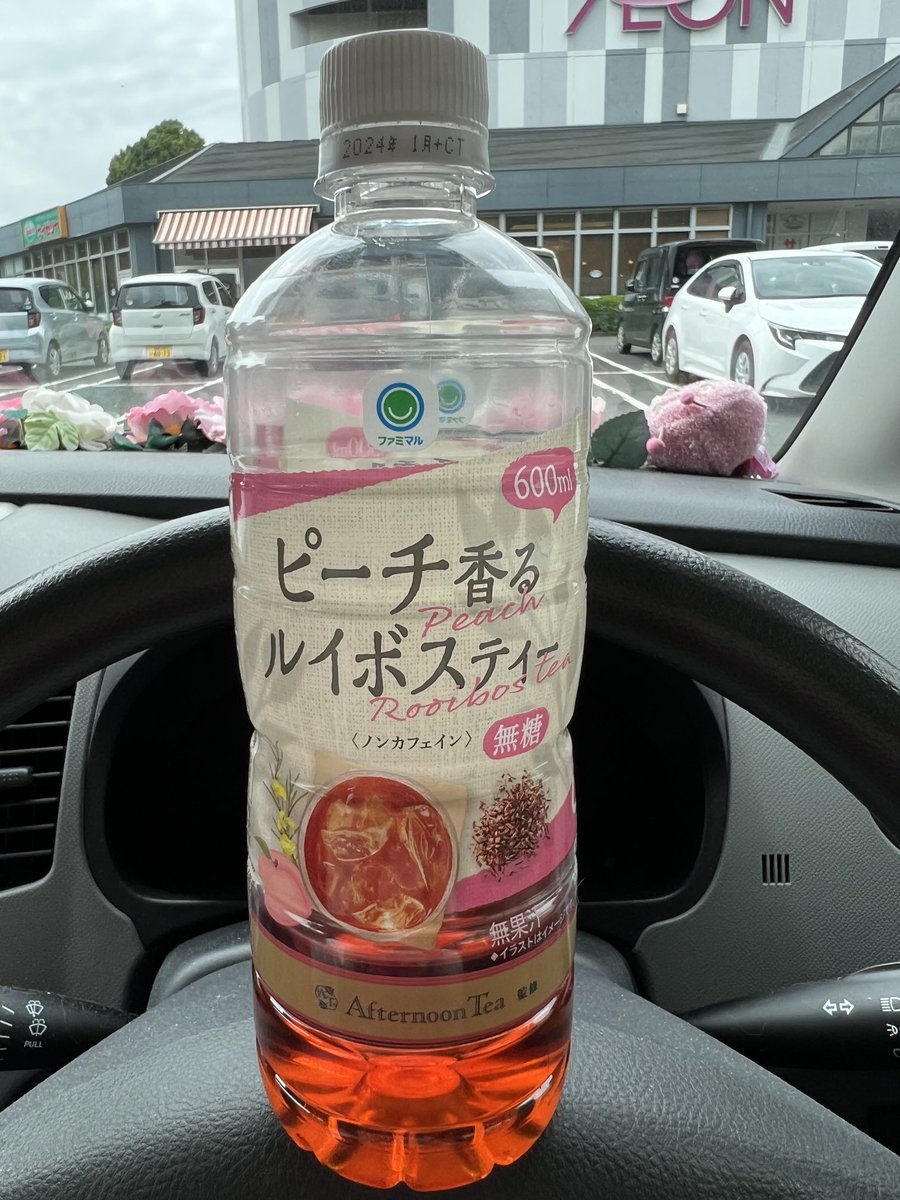 ÆON
2024年 1月+CT
ファミマル
600ml
ピーチ香る
Peach
ルイボスティー
Rooibos tea
〈ノンカフェイン〉
無糖
無果汁
◆イラストはイメージ
Afternoon Tea 監修
PULL